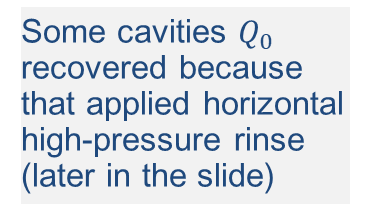 Some cavities Q₀
recovered because
that applied horizontal
high-pressure rinse
(later in the slide)